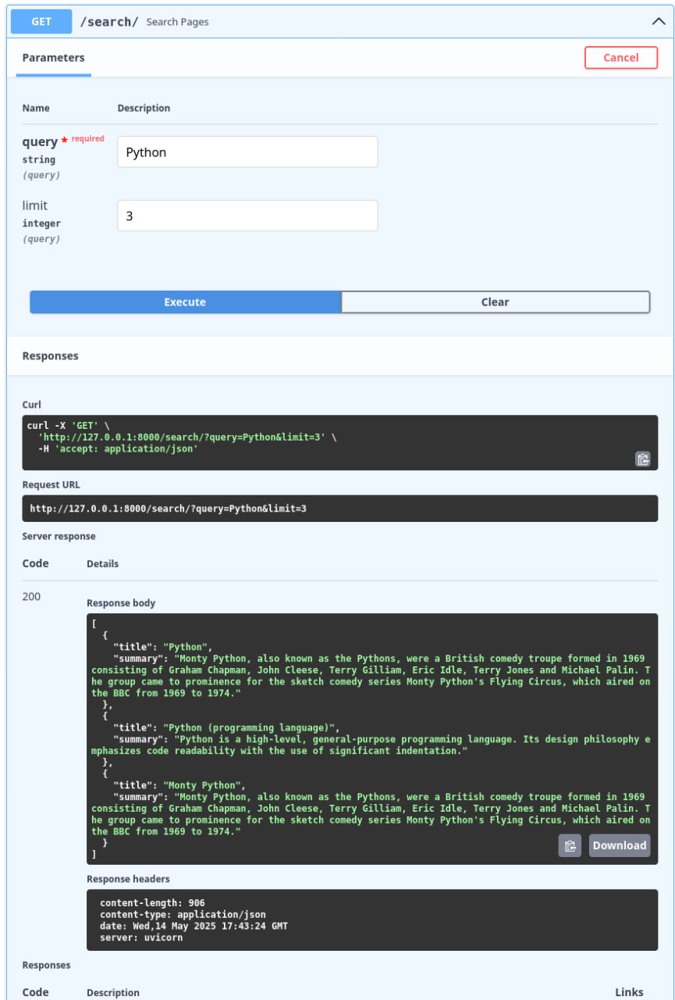 GET /search/ Search Pages
Parameters
Cancel
Name Description
query * required
string
(query)
Python
limit
integer
(query)
3
Execute Clear
Responses
Curl
curl -X 'GET' \
  'http://127.0.0.1:8000/search/?query=Python&limit=3' \
  -H 'accept: application/json'
Request URL
http://127.0.0.1:8000/search/?query=Python&limit=3
Server response
Code Details
200
Response body
[
  {
    "title": "Python",
    "summary": "Monty Python, also known as the Pythons, were a British comedy troupe formed in 1969
consisting of Graham Chapman, John Cleese, Terry Gilliam, Eric Idle, Terry Jones and Michael Palin. T
he group came to prominence for the sketch comedy series Monty Python's Flying Circus, which aired on
the BBC from 1969 to 1974."
  },
  {
    "title": "Python (programming language)",
    "summary": "Python is a high-level, general-purpose programming language. Its design philosophy e
mphasizes code readability with the use of significant indentation."
  },
  {
    "title": "Monty Python",
    "summary": "Monty Python, also known as the Pythons, were a British comedy troupe formed in 1969
consisting of Graham Chapman, John Cleese, Terry Gilliam, Eric Idle, Terry Jones and Michael Palin. T
he group came to prominence for the sketch comedy series Monty Python's Flying Circus, which aired on
the BBC from 1969 to 1974."
  }
]
Download
Response headers
content-length: 906
content-type: application/json
date: Wed,14 May 2025 17:43:24 GMT
server: uvicorn
Responses
Code Description Links